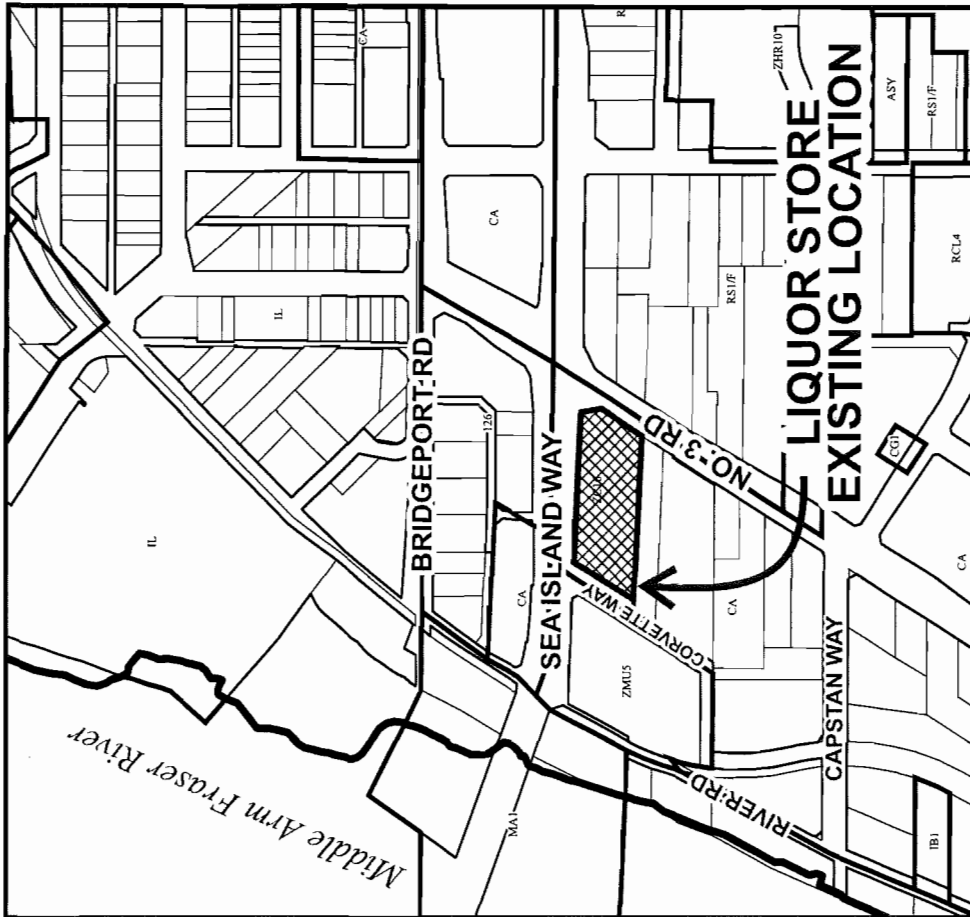 CA
R
ZHR10
ASY
RS1/F
CA
IL
RS1/F
RCL4
LIQUOR STORE
EXISTING LOCATION
BRIDGEPORT RD
126
IL
NO. 3 RD
CG1
SEA ISLAND WAY
CA
CORVETTE WAY
CA
CA
ZMU5
CAPSTAN WAY
Middle Arm Fraser River
MA1
RIVER RD
IB1